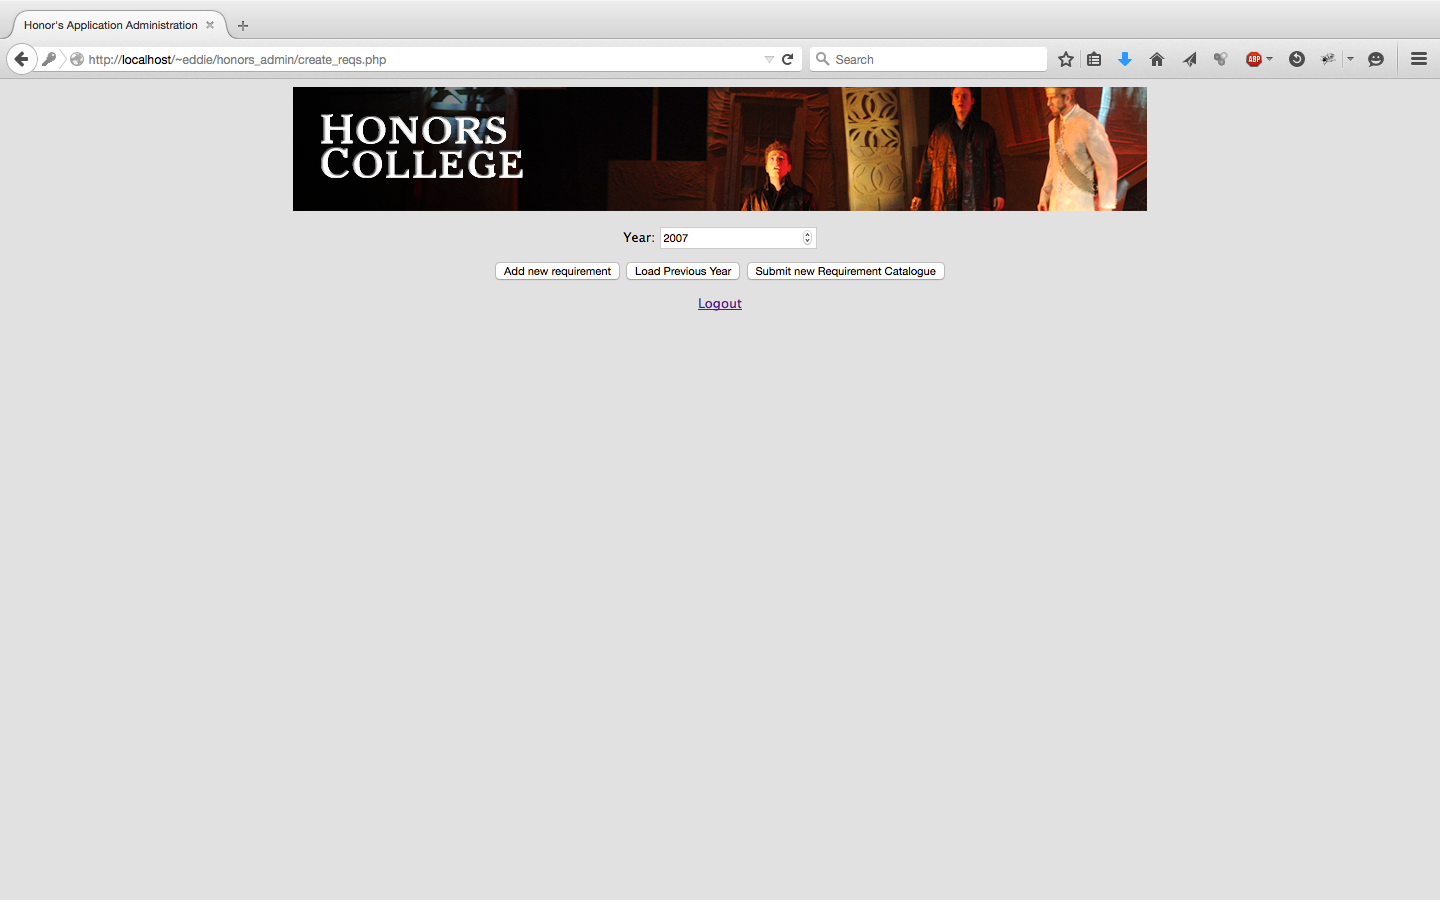 Honor's Application Administration
http://localhost/~eddie/honors_admin/create_reqs.php
Search
ABP
HONORS
COLLEGE
Year: 2007
Add new requirement Load Previous Year Submit new Requirement Catalogue
Logout